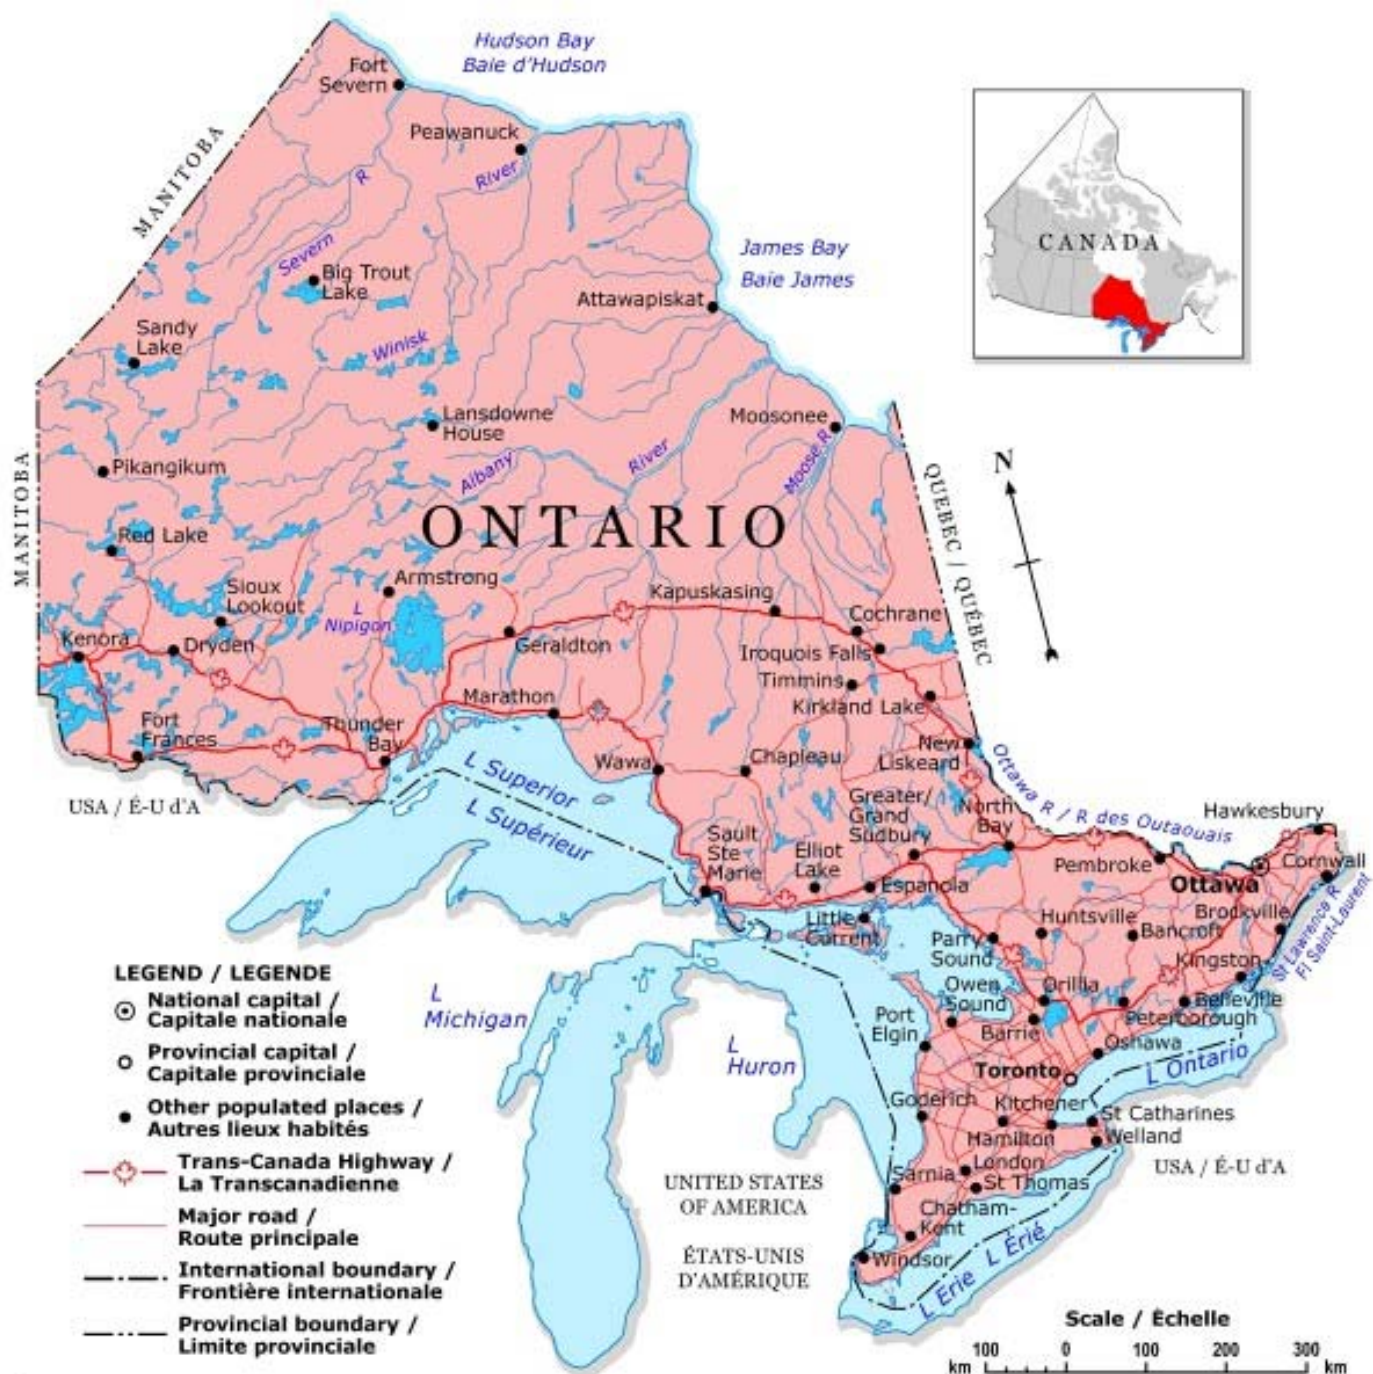 Hudson Bay
Baie d'Hudson
Fort
Severn
Peawanuck
MANITOBA
R
River
Severn
James Bay
Baie James
CANADA
Big Trout
Lake
Attawapiskat
Sandy
Lake
Winisk
Lansdowne
House
Moosonee
MANITOBA
Pikangikum
Albany
River
Moose R
N
QUEBEC / QUÉBEC
ONTARIO
Red Lake
Armstrong
Sioux
Lookout
L
Nipigon
Kapuskasing
Cochrane
Kenora
Dryden
Geraldton
Iroquois Falls
Timmins
Marathon
Kirkland Lake
Fort
Frances
Thunder
Bay
New
Liskeard
Wawa
Chapleau
L Superior
L Supérieur
USA / É-U d'A
Greater/
Grand
Sudbury
North
Bay
Ottawa R / R des Outaouais
Hawkesbury
Sault
Ste
Marie
Elliot
Lake
Pembroke
Cornwall
Ottawa
Espanola
Little
Current
Huntsville
Brockville
Bancroft
Parry
Sound
Kingston
St Lawrence R
Fl Saint-Laurent
Owen
Sound
Orillia
Belleville
Port
Elgin
Barrie
Peterborough
Oshawa
L
Michigan
L
Huron
Toronto
L Ontario
Goderich
Kitchener
St Catharines
Hamilton
Welland
USA / É-U d'A
London
Sarnia
St Thomas
UNITED STATES
OF AMERICA
Chatham-
Kent
ÉTATS-UNIS
D'AMÉRIQUE
Windsor
L Erie L Érié
LEGEND / LEGENDE
National capital /
Capitale nationale
Provincial capital /
Capitale provinciale
Other populated places /
Autres lieux habités
Trans-Canada Highway /
La Transcanadienne
Major road /
Route principale
International boundary /
Frontière internationale
Provincial boundary /
Limite provinciale
Scale / Échelle
100 0 100 200 300
km km